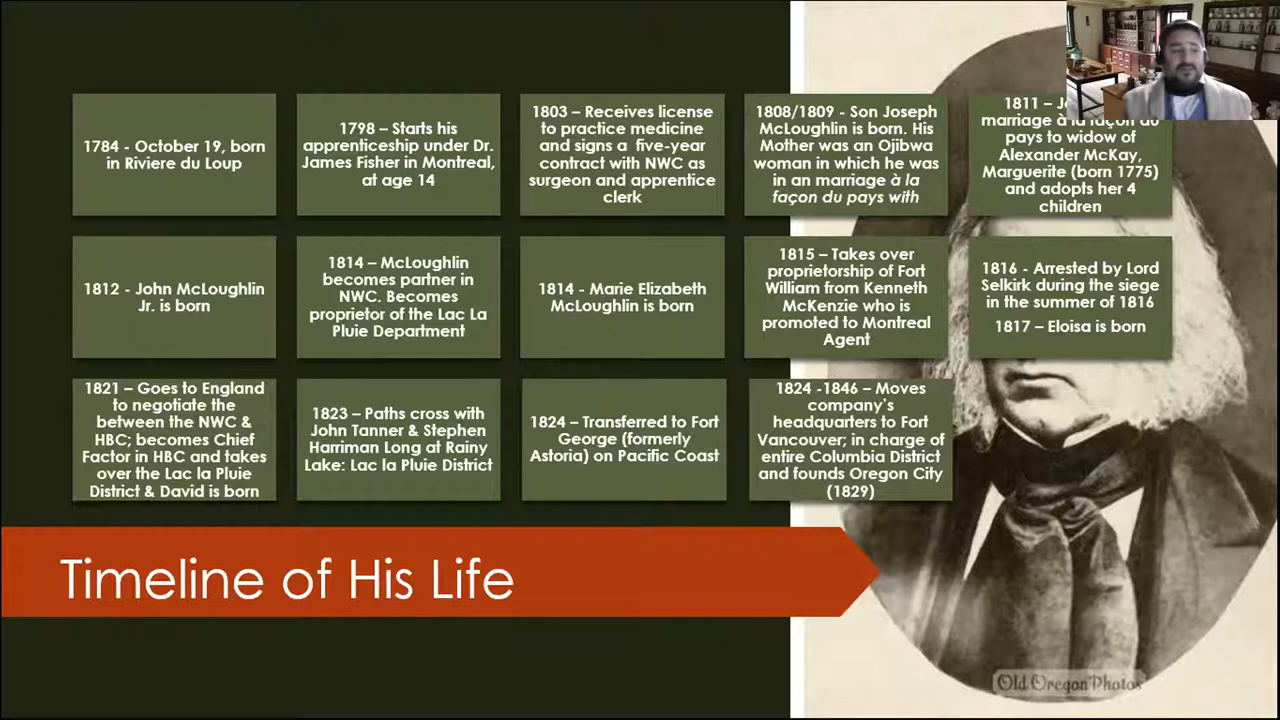 1784 - October 19, born
in Riviere du Loup
1798 – Starts his
apprenticeship under Dr.
James Fisher in Montreal,
at age 14
1803 – Receives license
to practice medicine
and signs a five-year
contract with NWC as
surgeon and apprentice
clerk
1808/1809 - Son Joseph
McLoughlin is born. His
Mother was an Ojibwa
woman in which he was
in an marriage à la
façon du pays with
1811 –
marriage à la façon du
pays to widow of
Alexander McKay,
Marguerite (born 1775)
and adopts her 4
children
1812 - John McLoughlin
Jr. is born
1814 – McLoughlin
becomes partner in
NWC. Becomes
proprietor of the Lac La
Pluie Department
1814 - Marie Elizabeth
McLoughlin is born
1815 – Takes over
proprietorship of Fort
William from Kenneth
McKenzie who is
promoted to Montreal
Agent
1816 - Arrested by Lord
Selkirk during the siege
in the summer of 1816
1817 – Eloisa is born
1821 – Goes to England
to negotiate the
between the NWC &
HBC; becomes Chief
Factor in HBC and takes
over the Lac la Pluie
District & David is born
1823 – Paths cross with
John Tanner & Stephen
Harriman Long at Rainy
Lake: Lac la Pluie District
1824 – Transferred to Fort
George (formerly
Astoria) on Pacific Coast
1824 -1846 – Moves
company's
headquarters to Fort
Vancouver; in charge of
entire Columbia District
and founds Oregon City
(1829)
Timeline of His Life
Old Oregon Photos